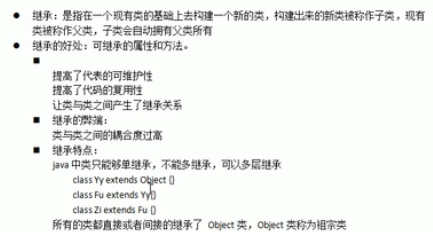 继承：是指在一个现有类的基础上去构建一个新的类，构建出来的新类被称作子类，现有
类被称作父类，子类会自动拥有父类所有
继承的好处：可继承的属性和方法。
提高了代表的可维护性
提高了代码的复用性
让类与类之间产生了继承关系
继承的弊端：
类与类之间的耦合度过高
继承特点：
java 中类只能够单继承，不能多继承，可以多层继承
class Yy extends Object {}
class Fu extends Yy{}
class Zi extends Fu {}
所有的类都直接或者间接的继承了 Object 类，Object 类称为祖宗类